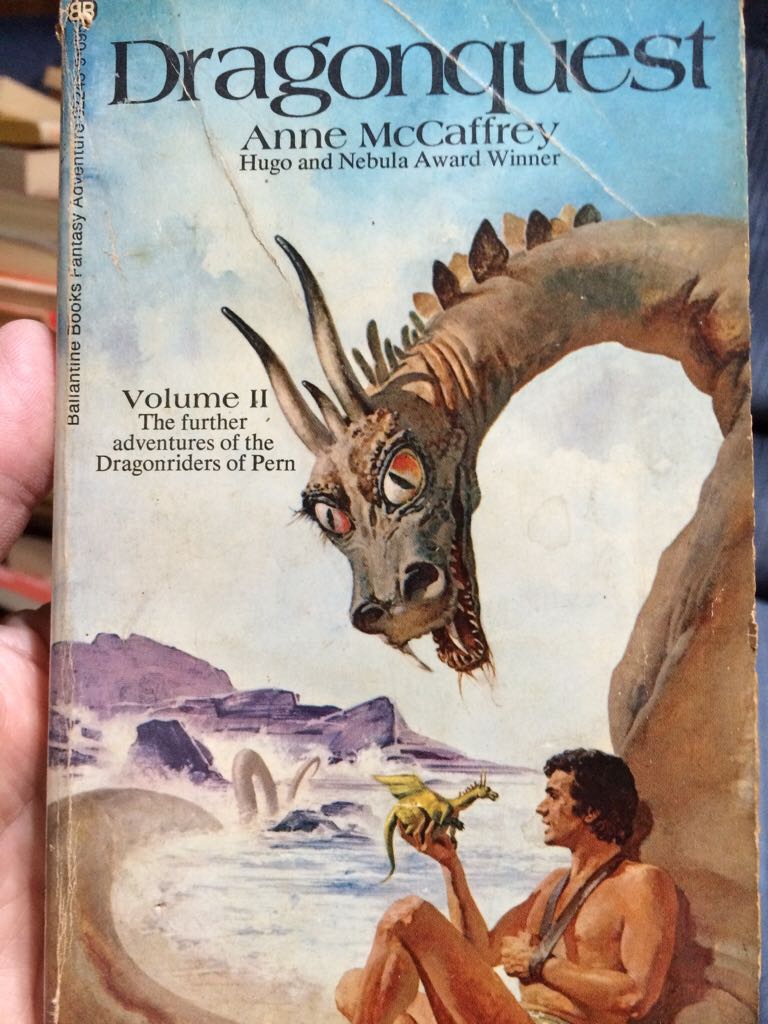 Dragonquest
Anne McCaffrey
Hugo and Nebula Award Winner
Volume II
The further
adventures of the
Dragonriders of Pern
Ballantine Books Fantasy Adventure
BB